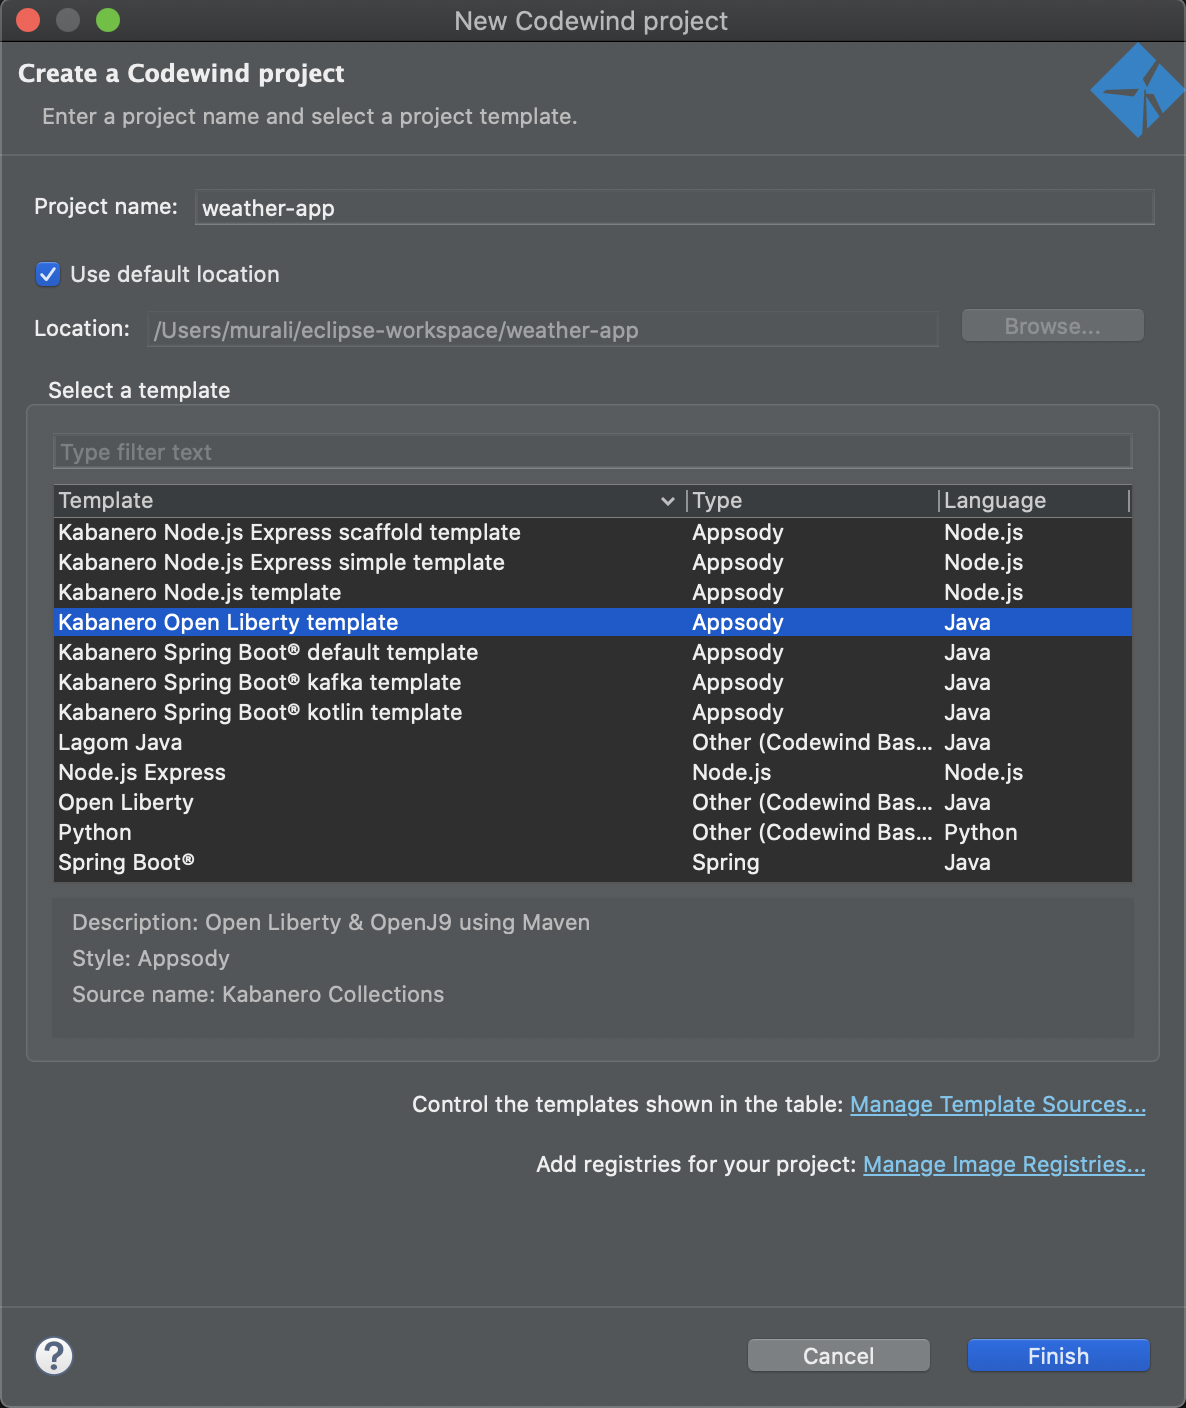 New Codewind project
Create a Codewind project
Enter a project name and select a project template.
Project name: weather-app
Use default location
Location: /Users/murali/eclipse-workspace/weather-app Browse...
Select a template
Type filter text
Template Type Language
Kabanero Node.js Express scaffold template Appsody Node.js
Kabanero Node.js Express simple template Appsody Node.js
Kabanero Node.js template Appsody Node.js
Kabanero Open Liberty template Appsody Java
Kabanero Spring Boot® default template Appsody Java
Kabanero Spring Boot® kafka template Appsody Java
Kabanero Spring Boot® kotlin template Appsody Java
Lagom Java Other (Codewind Bas... Java
Node.js Express Node.js Node.js
Open Liberty Other (Codewind Bas... Java
Python Other (Codewind Bas... Python
Spring Boot® Spring Java
Description: Open Liberty & OpenJ9 using Maven
Style: Appsody
Source name: Kabanero Collections
Control the templates shown in the table: Manage Template Sources...
Add registries for your project: Manage Image Registries...
? Cancel Finish